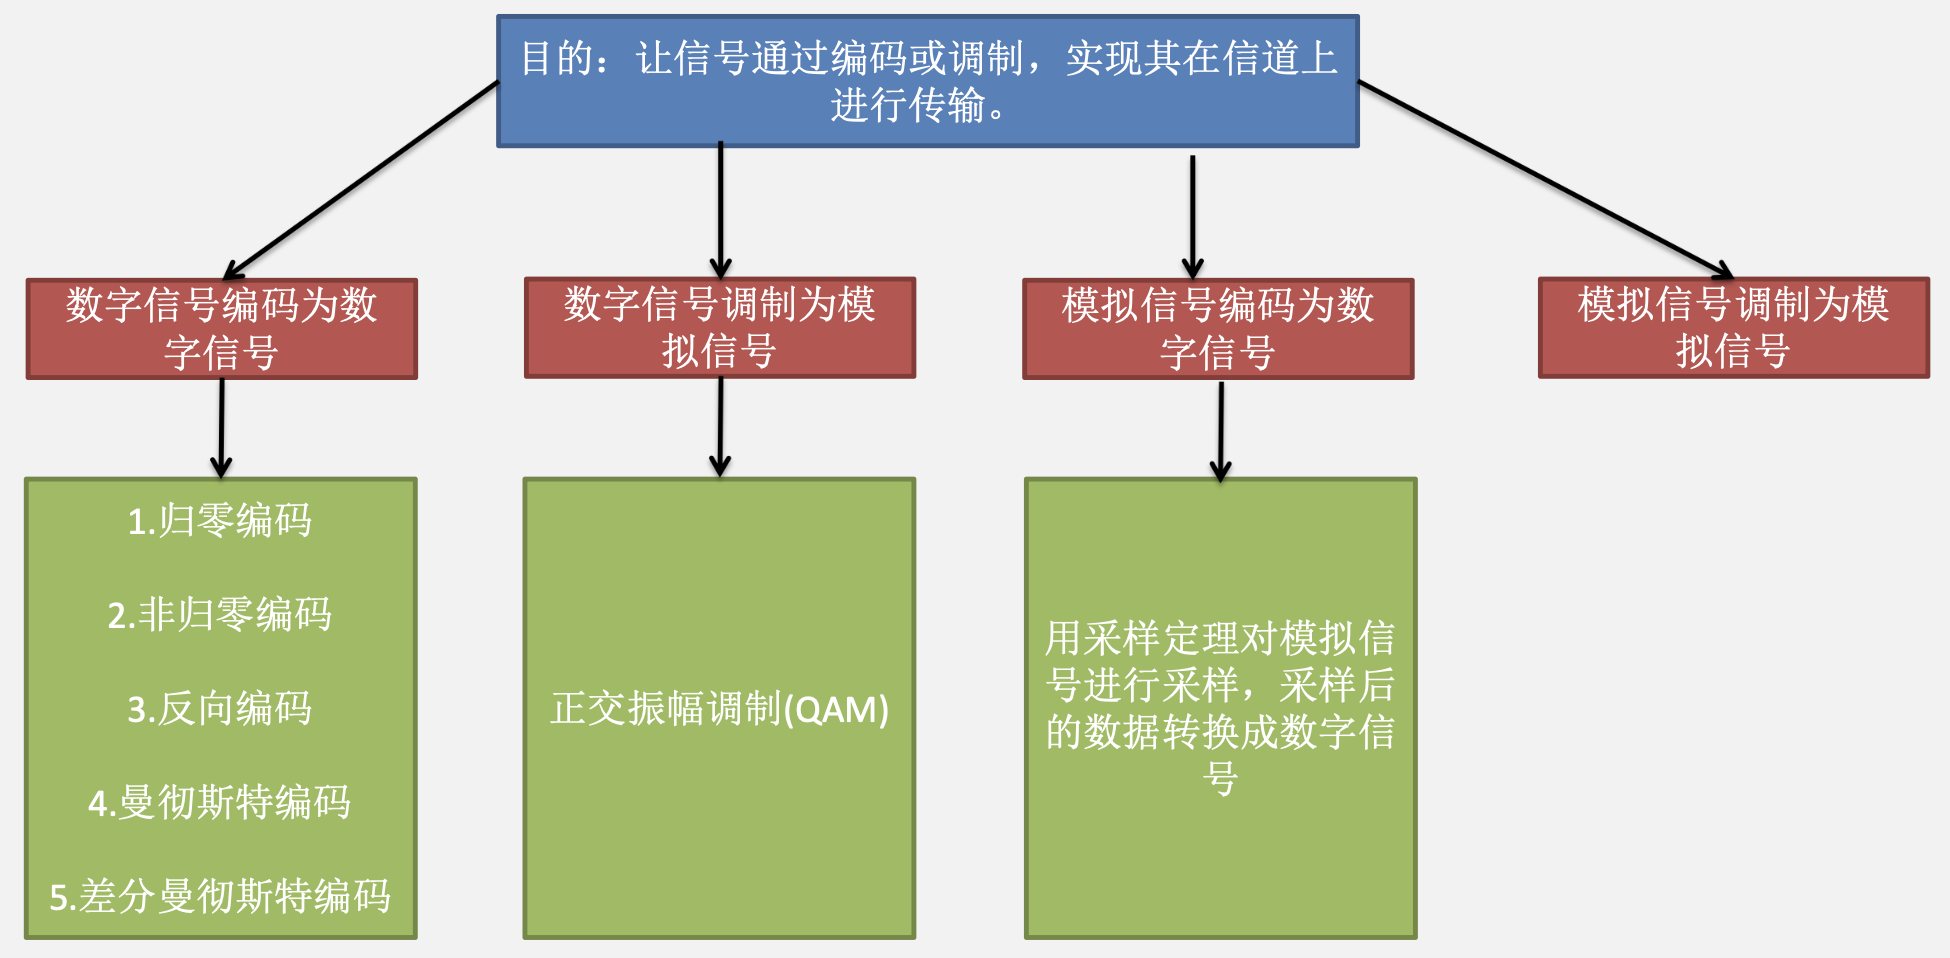 目的：让信号通过编码或调制，实现其在信道上
进行传输。
数字信号编码为数
字信号
数字信号调制为模
拟信号
模拟信号编码为数
字信号
模拟信号调制为模
拟信号
1.归零编码
2.非归零编码
3.反向编码
4.曼彻斯特编码
5.差分曼彻斯特编码
正交振幅调制(QAM)
用采样定理对模拟信
号进行采样，采样后
的数据转换成数字信
号